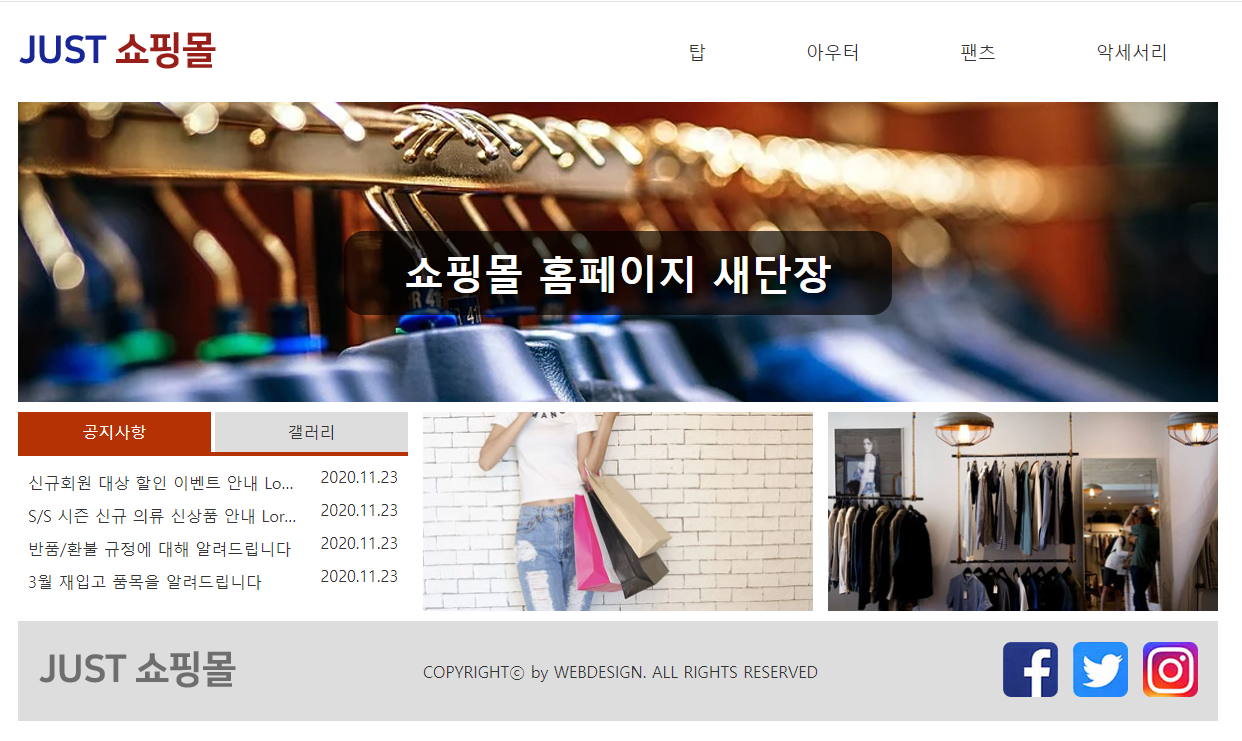 JUST 쇼핑몰
탑 아우터 팬츠 악세서리
쇼핑몰 홈페이지 새단장
공지사항 갤러리
신규회원 대상 할인 이벤트 안내 Lo... 2020.11.23
S/S 시즌 신규 의류 신상품 안내 Lor... 2020.11.23
반품/환불 규정에 대해 알려드립니다 2020.11.23
3월 재입고 품목을 알려드립니다 2020.11.23
JUST 쇼핑몰
COPYRIGHTⓒ by WEBDESIGN. ALL RIGHTS RESERVED